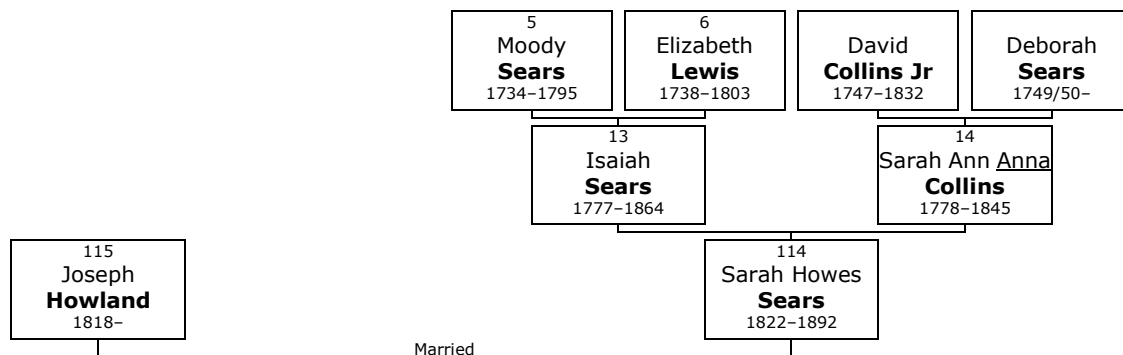 5
Moody
Sears
1734–1795
6
Elizabeth
Lewis
1738–1803
David
Collins Jr
1747–1832
Deborah
Sears
1749/50–
13
Isaiah
Sears
1777–1864
14
Sarah Ann Anna
Collins
1778–1845
115
Joseph
Howland
1818–
114
Sarah Howes
Sears
1822–1892
Married